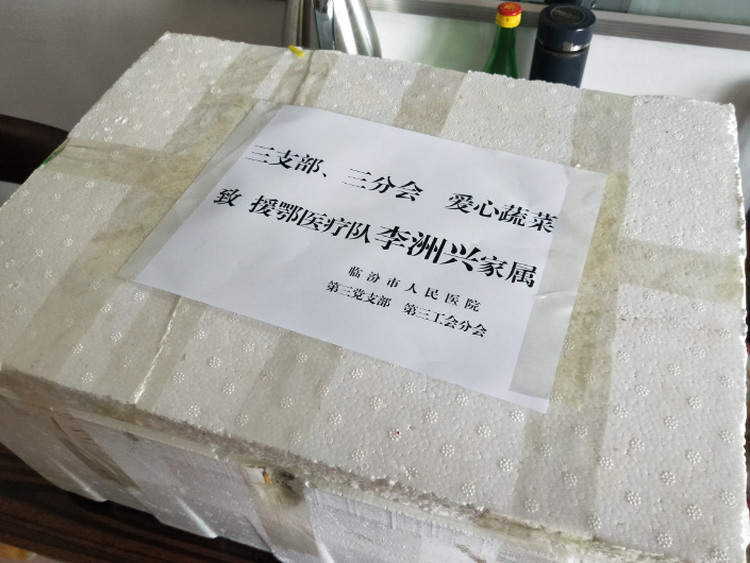 三支部、三分会 爱心蔬菜
致 援鄂医疗队李洲兴家属
临汾市人民医院
第三党支部 第三工会分会